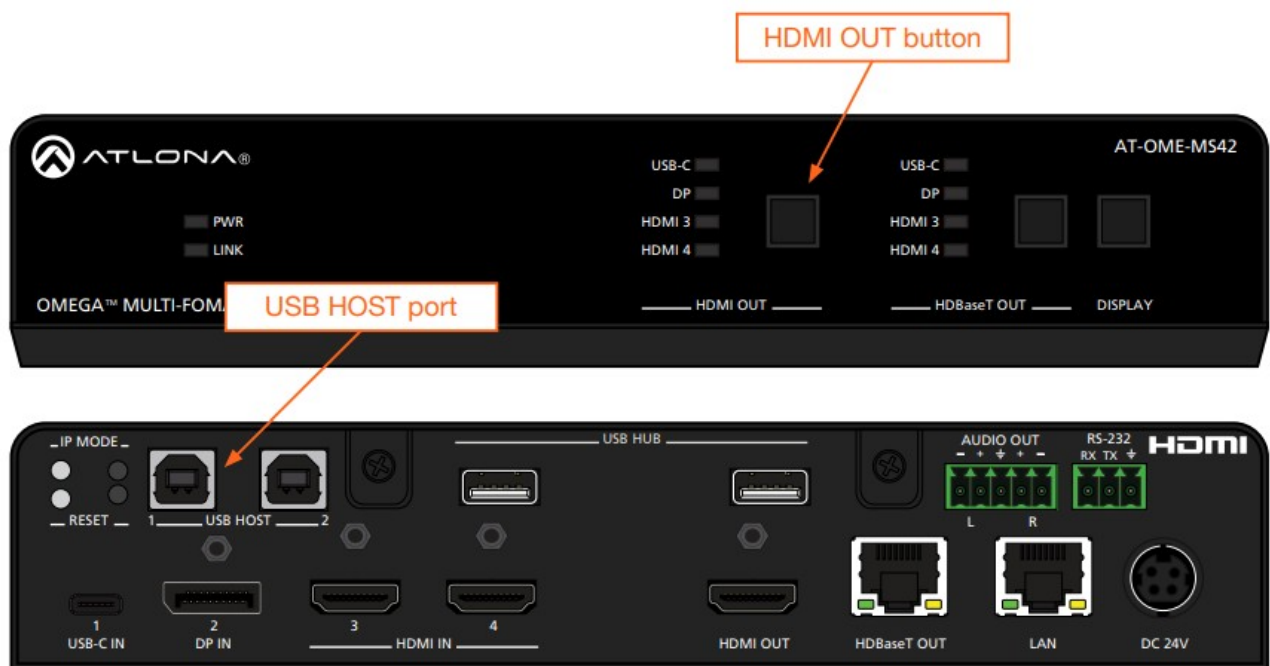 HDMI OUT button
ATLONA®
AT-OME-MS42
USB-C
DP
HDMI 3
HDMI 4
USB-C
DP
HDMI 3
HDMI 4
PWR
LINK
OMEGA™ MULTI-FOMA
USB HOST port
HDMI OUT
HDBaseT OUT
DISPLAY
IP MODE
RESET
1 USB HOST 2
USB HUB
AUDIO OUT
- + + -
L R
RS-232
RX TX
HDMI
1
USB-C IN
2
DP IN
3 HDMI IN 4
HDMI OUT
HDBaseT OUT
LAN
DC 24V